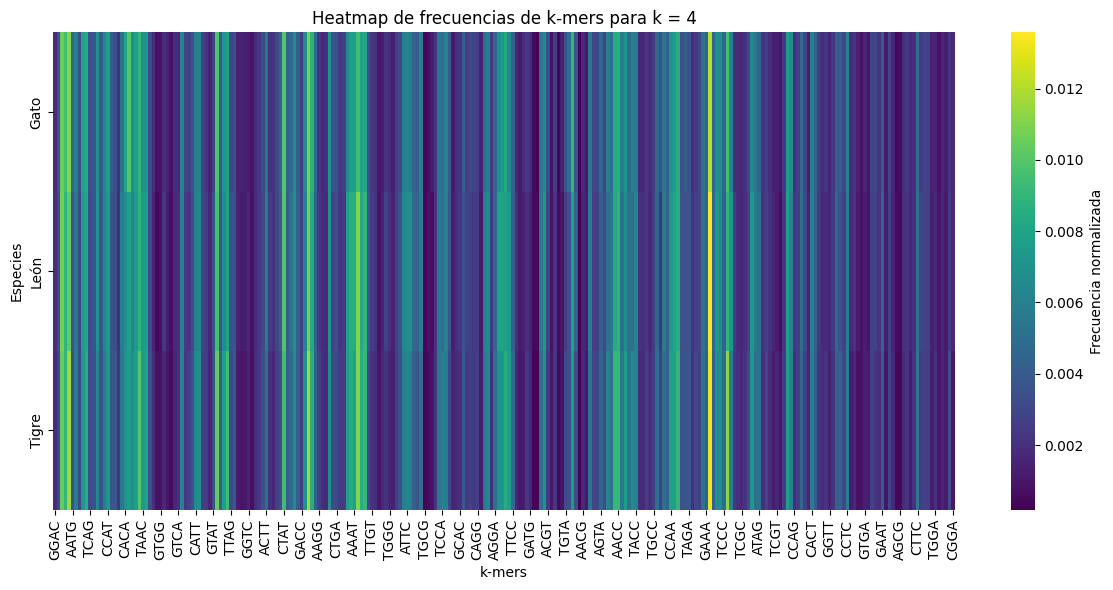 Heatmap de frecuencias de k-mers para k = 4
Especies
Gato
León
Tigre
GGAC
AATG
TCAG
CCAT
CACA
TAAC
GTGG
GTCA
CATT
GTAT
TTAG
GGTC
ACTT
CTAT
GACC
AAGG
CTGA
AAAT
TTGT
TGGG
ATTC
TGCG
TCCA
GCAC
CAGG
AGGA
TTCC
GATG
ACGT
TGTA
AACG
AGTA
AACC
TACC
TGCC
CCAA
TAGA
GAAA
TCCC
TCGC
ATAG
TCGT
CCAG
CACT
GGTT
CCTC
GTGA
GAAT
AGCG
CTTC
TGGA
CGGA
k-mers
0.012
0.010
0.008
0.006
0.004
0.002
Frecuencia normalizada